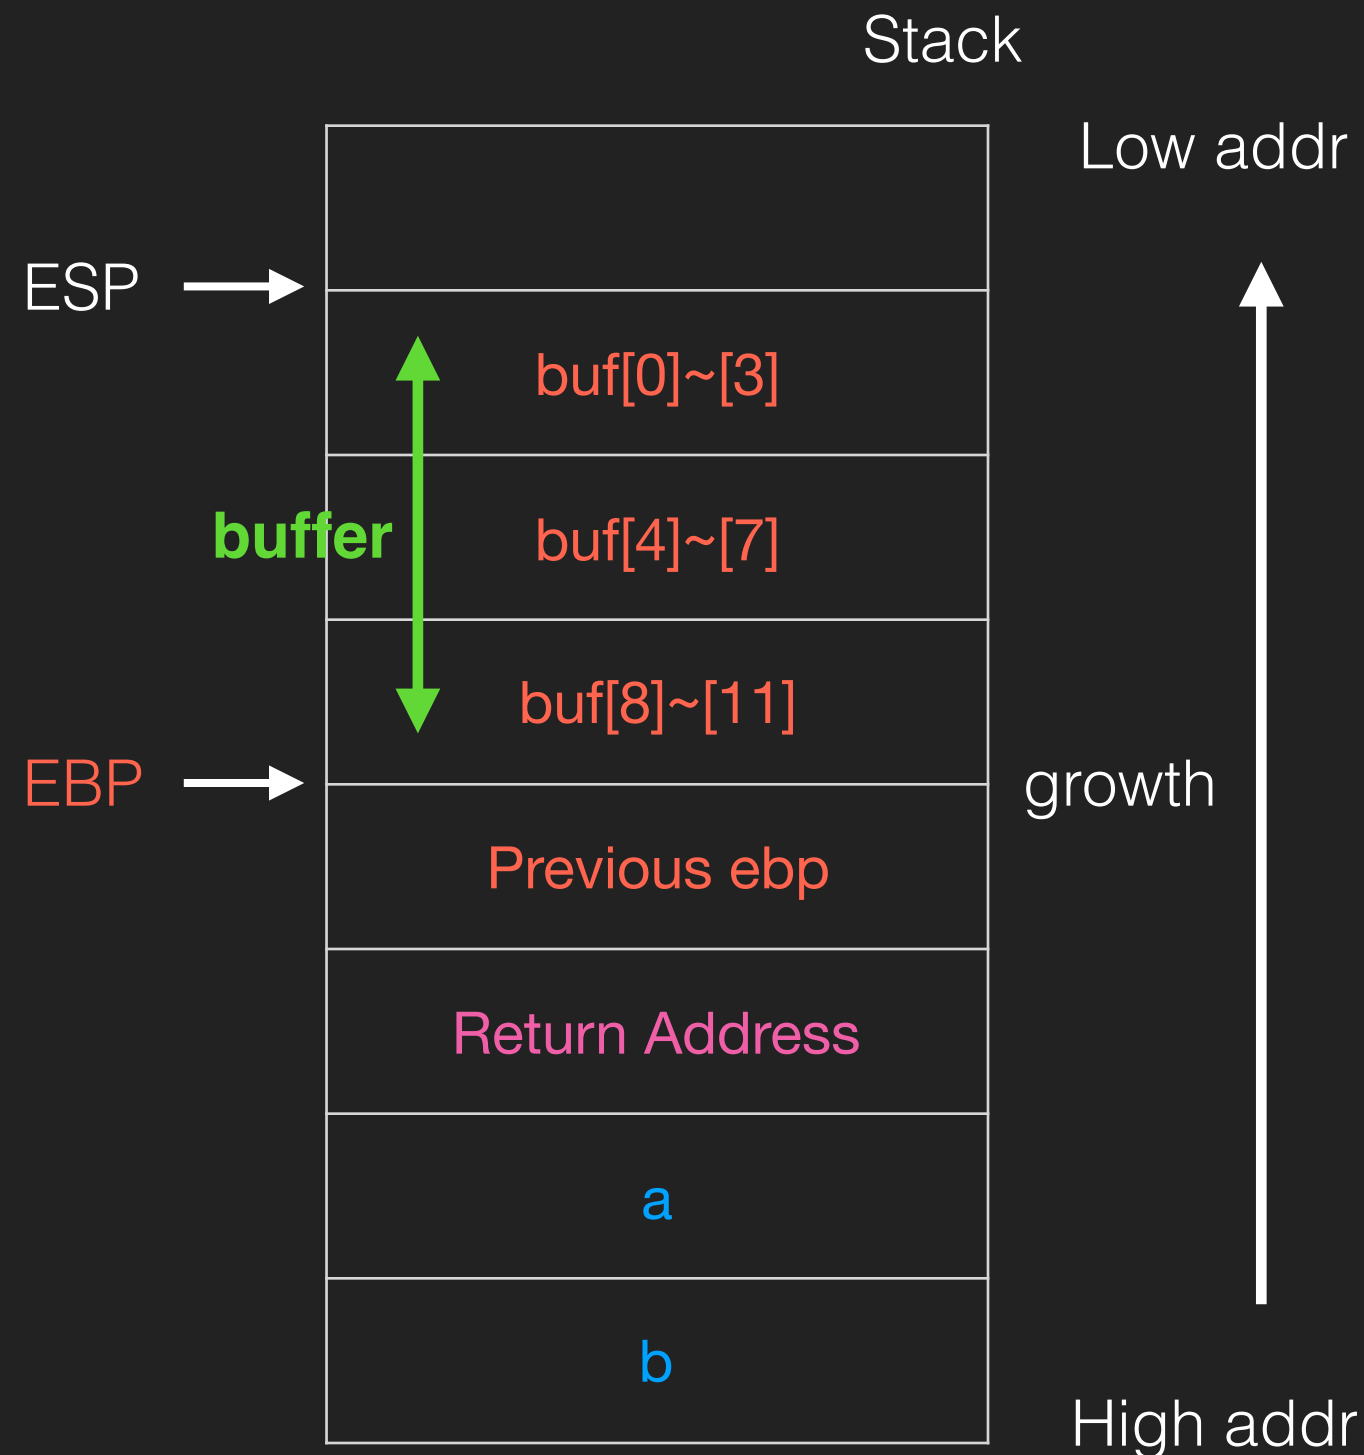 Stack
Low addr
ESP
buf[0]~[3]
buffer
buf[4]~[7]
buf[8]~[11]
EBP
growth
Previous ebp
Return Address
a
b
High addr